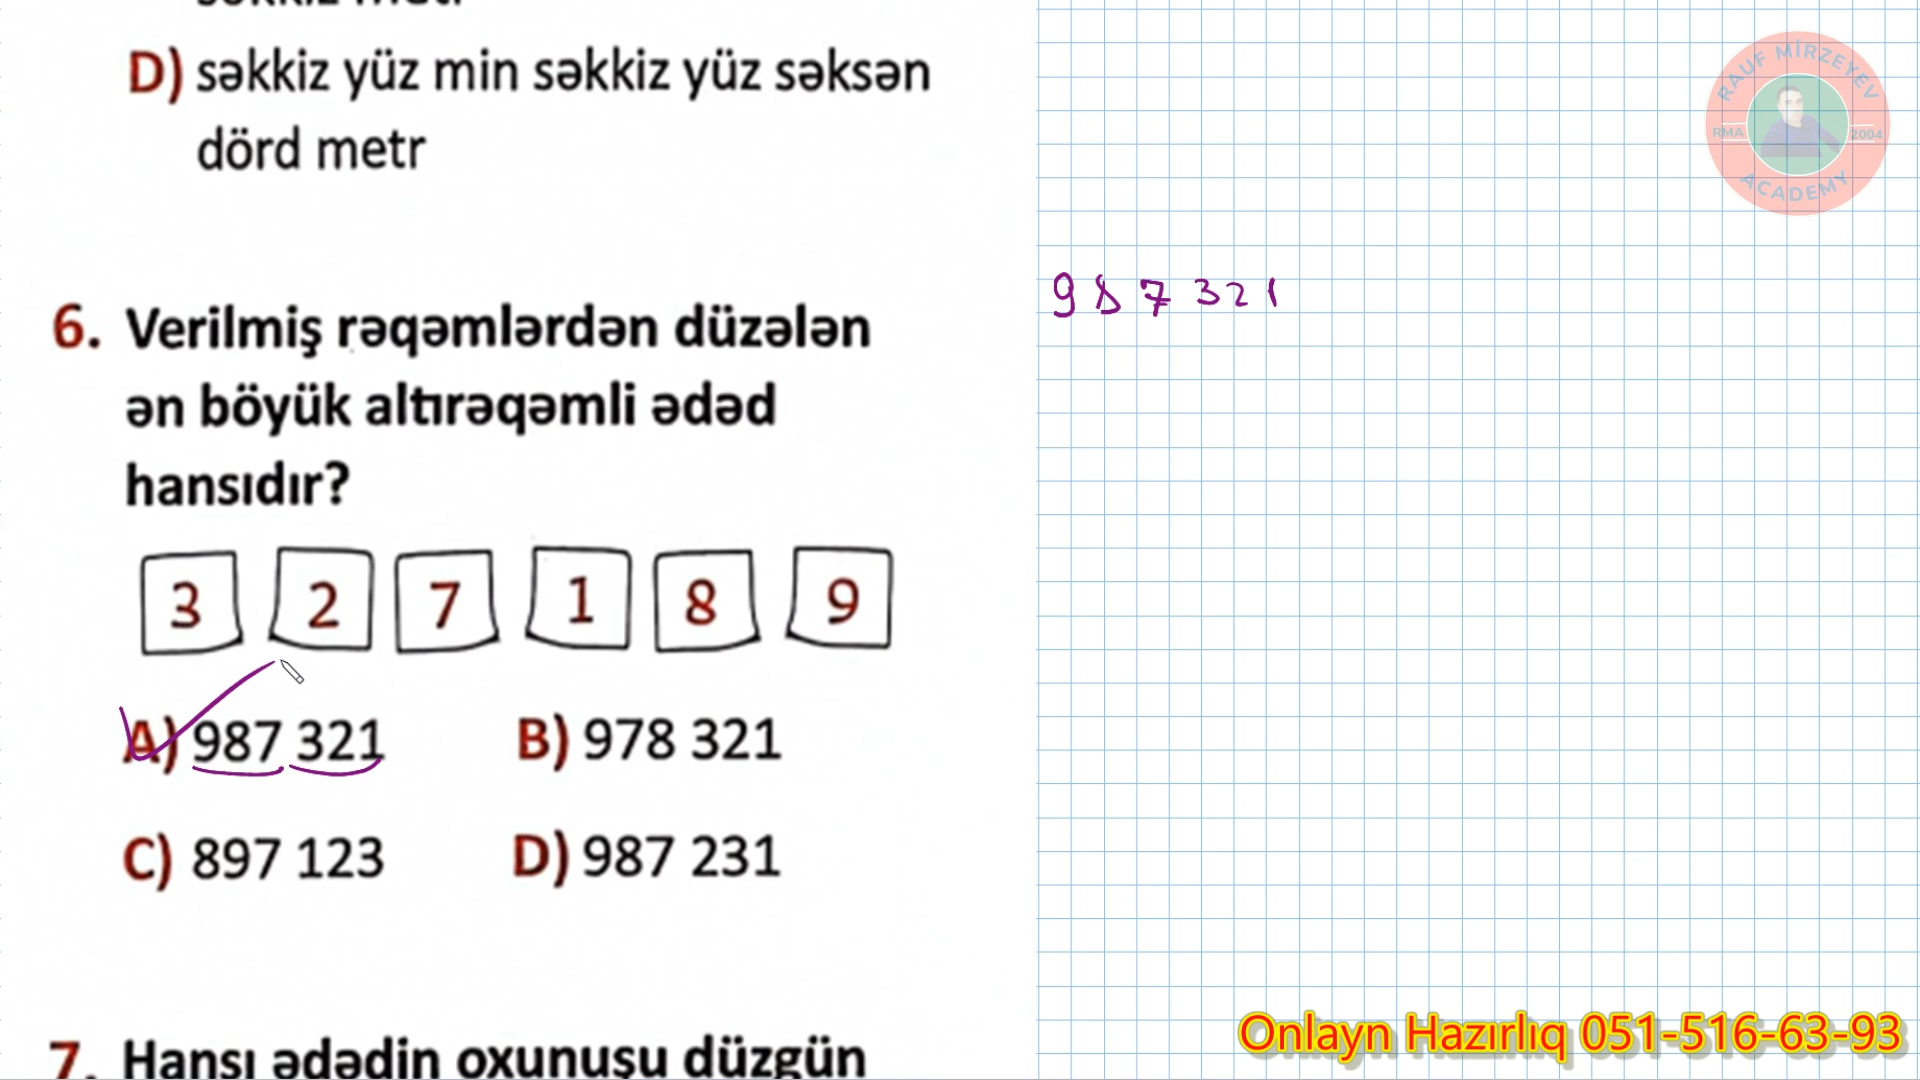 D) səkkiz yüz min səkkiz yüz səksən
dörd metr
6. Verilmiş rəqəmlərdən düzələn
ən böyük altırəqəmli ədəd
hansıdır?
3 2 7 1 8 9
A) 987 321 B) 978 321
C) 897 123 D) 987 231
7. Hansı ədədin oxunuşu düzgün
987 321
RAUF MİRZEYEV
RMA 2004
ACADEMY
Onlayn Hazırlıq 051-516-63-93